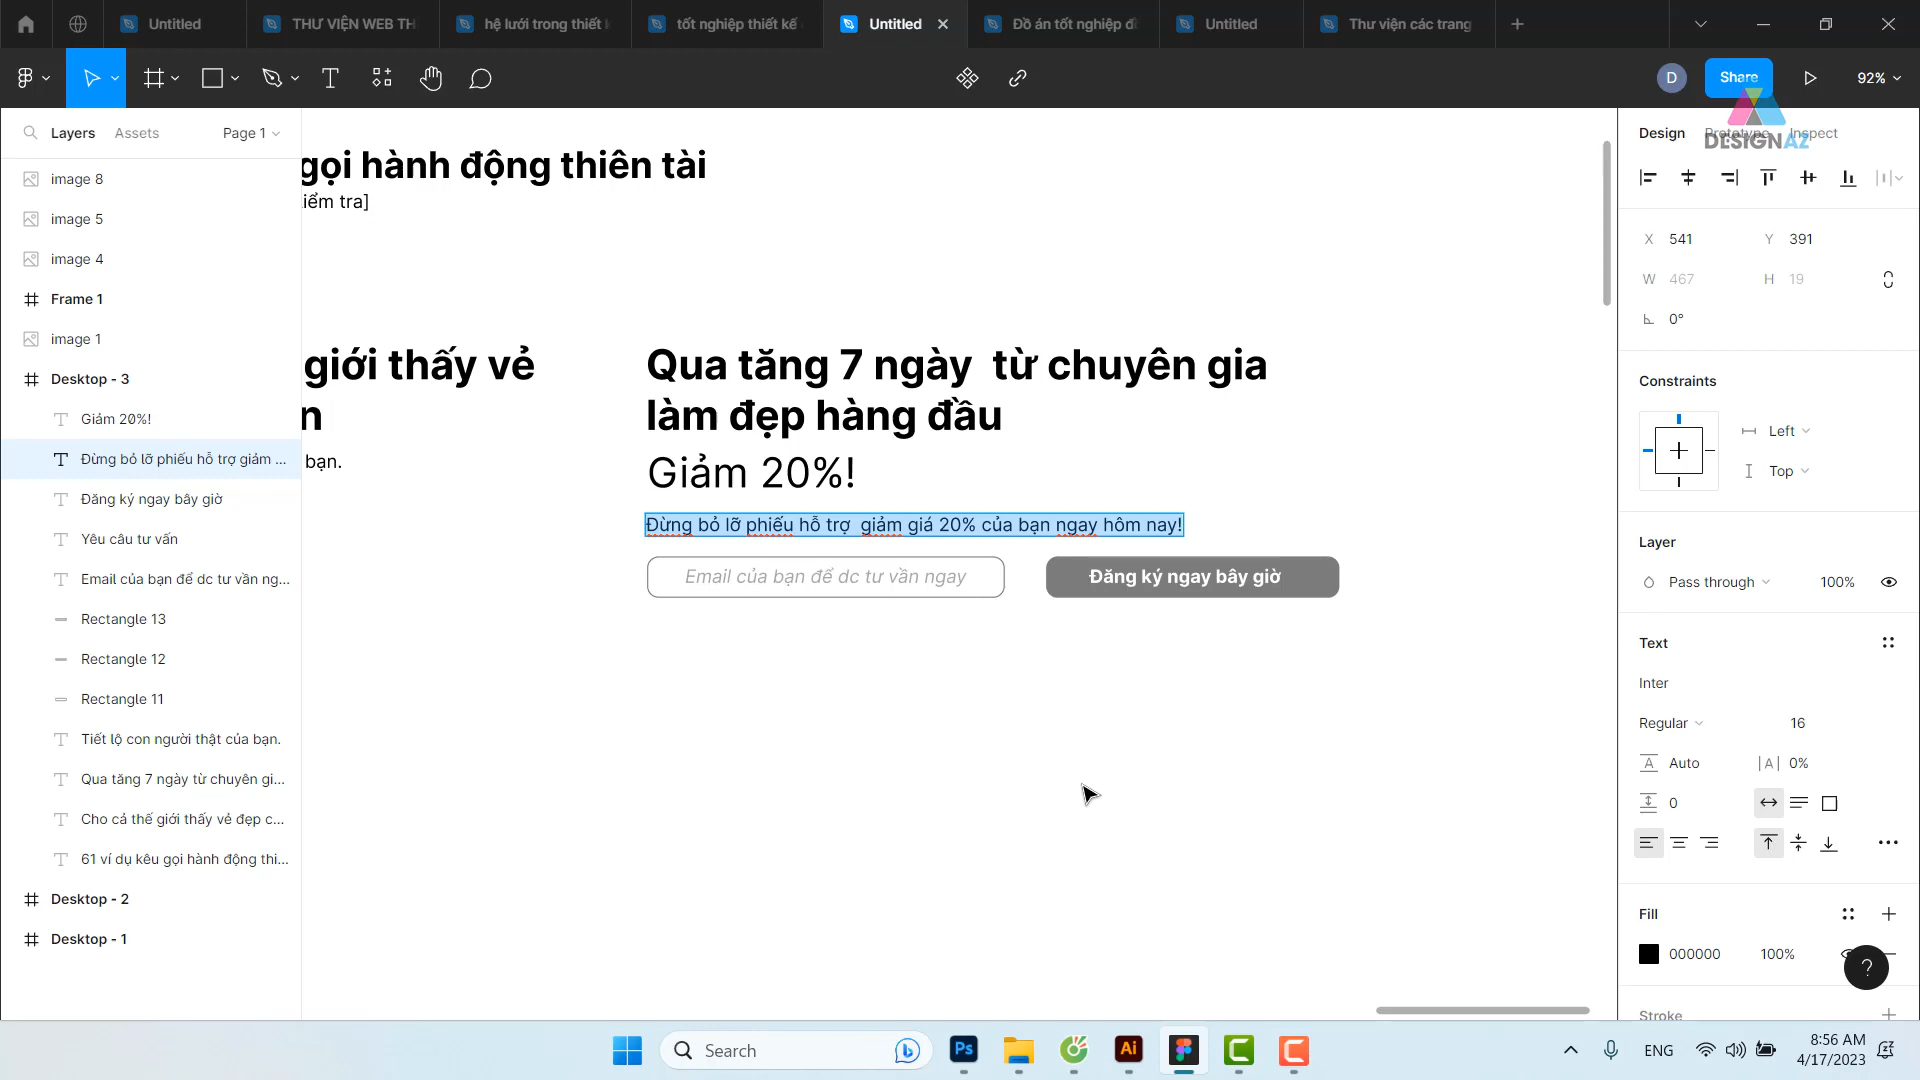 Untitled
THƯ VIỆN WEB TH
hệ lưới trong thiết k
tốt nghiệp thiết kế
Untitled
Đồ án tốt nghiệp đ
Untitled
Thư viện các trang
D
Share
92%
Layers
Assets
Page 1
image 8
image 5
image 4
Frame 1
image 1
Desktop - 3
Giảm 20%!
Đừng bỏ lỡ phiếu hỗ trợ giảm ...
Đăng ký ngay bây giờ
Yêu câu tư vấn
Email của bạn để dc tư vần ng...
Rectangle 13
Rectangle 12
Rectangle 11
Tiết lộ con người thật của bạn.
Qua tăng 7 ngày từ chuyên gi...
Cho cả thế giới thấy vẻ đẹp c...
61 ví dụ kêu gọi hành động thi...
Desktop - 2
Desktop - 1
gọi hành động thiên tài
iểm tra]
giới thấy vẻ
n
bạn.
Qua tăng 7 ngày  từ chuyên gia
làm đẹp hàng đầu
Giảm 20%!
Đừng bỏ lỡ phiếu hỗ trợ  giảm giá 20% của bạn ngay hôm nay!
Email của bạn để dc tư vần ngay
Đăng ký ngay bây giờ
Design
Prototype
Inspect
DESIGN AZ
X 541
Y 391
W 467
H 19
0°
Constraints
Left
Top
Layer
Pass through
100%
Text
Inter
Regular
16
Auto
|A| 0%
0
Fill
000000
100%
?
Stroke
Search
Ps
Ai
ENG
8:56 AM
4/17/2023